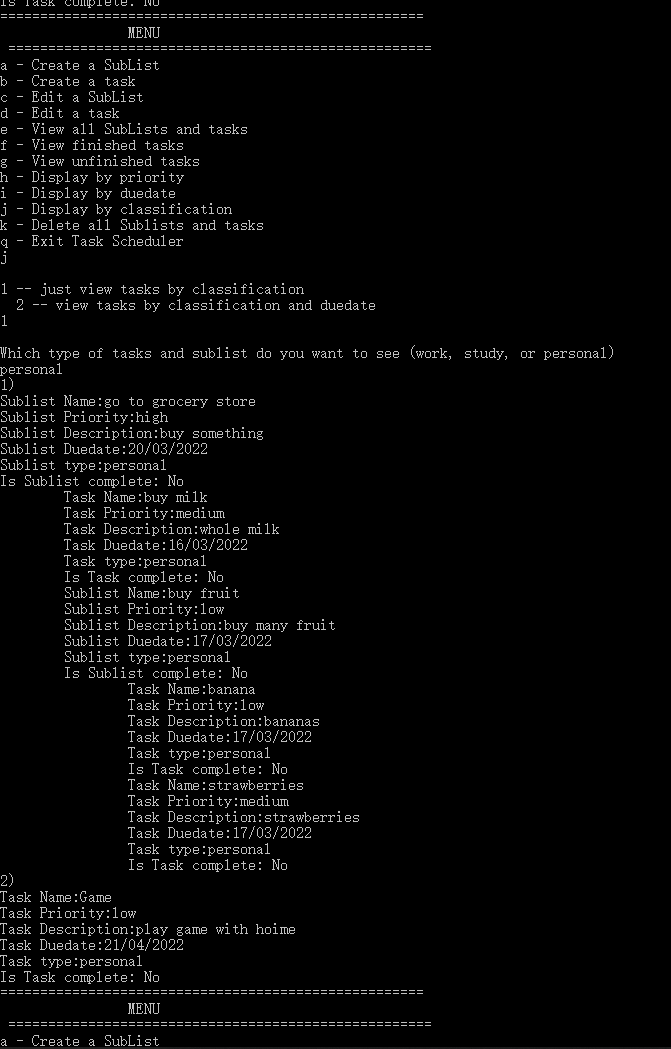 Is Task complete: No
=====================================================
MENU
=====================================================
a - Create a SubList
b - Create a task
c - Edit a SubList
d - Edit a task
e - View all SubLists and tasks
f - View finished tasks
g - View unfinished tasks
h - Display by priority
i - Display by duedate
j - Display by classification
k - Delete all Sublists and tasks
q - Exit Task Scheduler
j
1 -- just view tasks by classification
2 -- view tasks by classification and duedate
1
Which type of tasks and sublist do you want to see (work, study, or personal)
personal
1)
Sublist Name:go to grocery store
Sublist Priority:high
Sublist Description:buy something
Sublist Duedate:20/03/2022
Sublist type:personal
Is Sublist complete: No
Task Name:buy milk
Task Priority:medium
Task Description:whole milk
Task Duedate:16/03/2022
Task type:personal
Is Task complete: No
Sublist Name:buy fruit
Sublist Priority:low
Sublist Description:buy many fruit
Sublist Duedate:17/03/2022
Sublist type:personal
Is Sublist complete: No
Task Name:banana
Task Priority:low
Task Description:bananas
Task Duedate:17/03/2022
Task type:personal
Is Task complete: No
Task Name:strawberries
Task Priority:medium
Task Description:strawberries
Task Duedate:17/03/2022
Task type:personal
Is Task complete: No
2)
Task Name:Game
Task Priority:low
Task Description:play game with hoime
Task Duedate:21/04/2022
Task type:personal
Is Task complete: No
=====================================================
MENU
=====================================================
a - Create a SubList